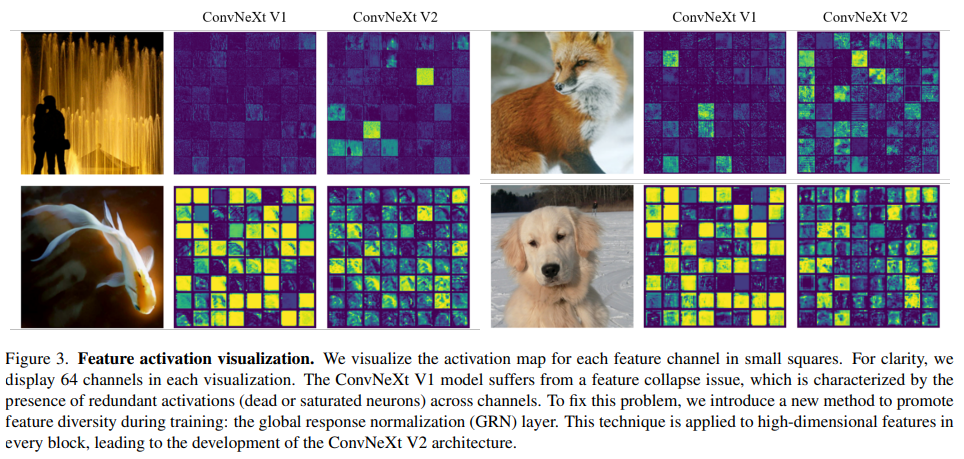 ConvNeXt V1 ConvNeXt V2 ConvNeXt V1 ConvNeXt V2
Figure 3. Feature activation visualization. We visualize the activation map for each feature channel in small squares. For clarity, we
display 64 channels in each visualization. The ConvNeXt V1 model suffers from a feature collapse issue, which is characterized by the
presence of redundant activations (dead or saturated neurons) across channels. To fix this problem, we introduce a new method to promote
feature diversity during training: the global response normalization (GRN) layer. This technique is applied to high-dimensional features in
every block, leading to the development of the ConvNeXt V2 architecture.